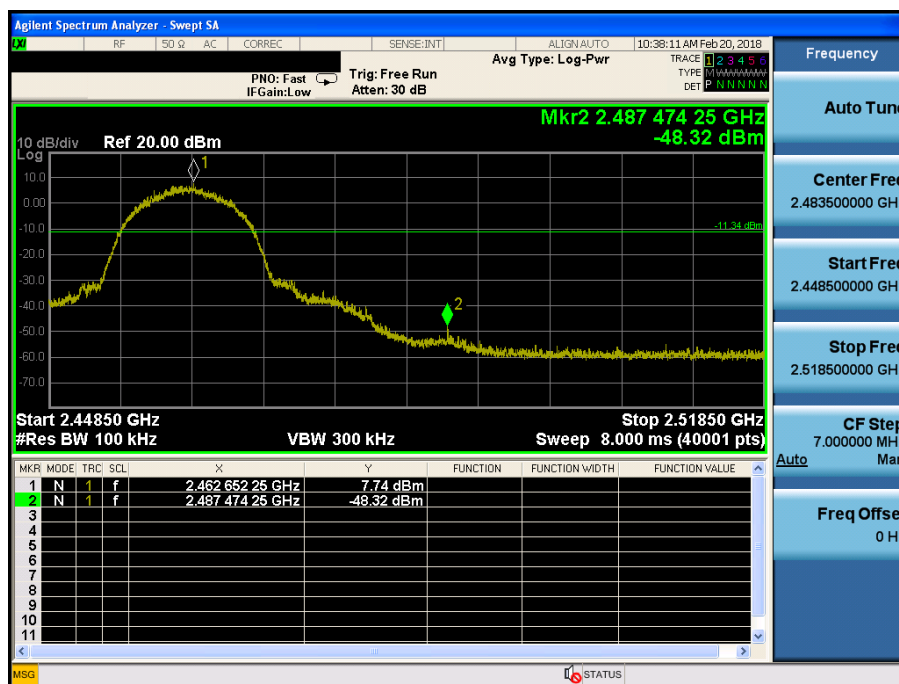 Agilent Spectrum Analyzer - Swept SA
LXI RF 50 Ω AC CORREC SENSE:INT ALIGN AUTO 10:38:11 AM Feb 20, 2018
Avg Type: Log-Pwr TRACE 1 2 3 4 5 6
PNO: Fast Trig: Free Run TYPE MWWWWW
IFGain:Low Atten: 30 dB DET P N N N N N
Mkr2 2.487 474 25 GHz
10 dB/div Ref 20.00 dBm -48.32 dBm
Log
1
10.0
0.00
-10.0
-11.34 dBm
-20.0
-30.0
-40.0
2
-50.0
-60.0
-70.0
Start 2.44850 GHz Stop 2.51850 GHz
#Res BW 100 kHz VBW 300 kHz Sweep 8.000 ms (40001 pts)
MKR MODE TRC SCL X Y FUNCTION FUNCTION WIDTH FUNCTION VALUE
1 N 1 f 2.462 652 25 GHz 7.74 dBm
2 N 1 f 2.487 474 25 GHz -48.32 dBm
3
4
5
6
7
8
9
10
11
MSG STATUS
Frequency
Auto Tun
Center Fre
2.483500000 GH
Start Fre
2.448500000 GH
Stop Fre
2.518500000 GH
CF Step
7.000000 MH
Auto Man
Freq Offse
0 H